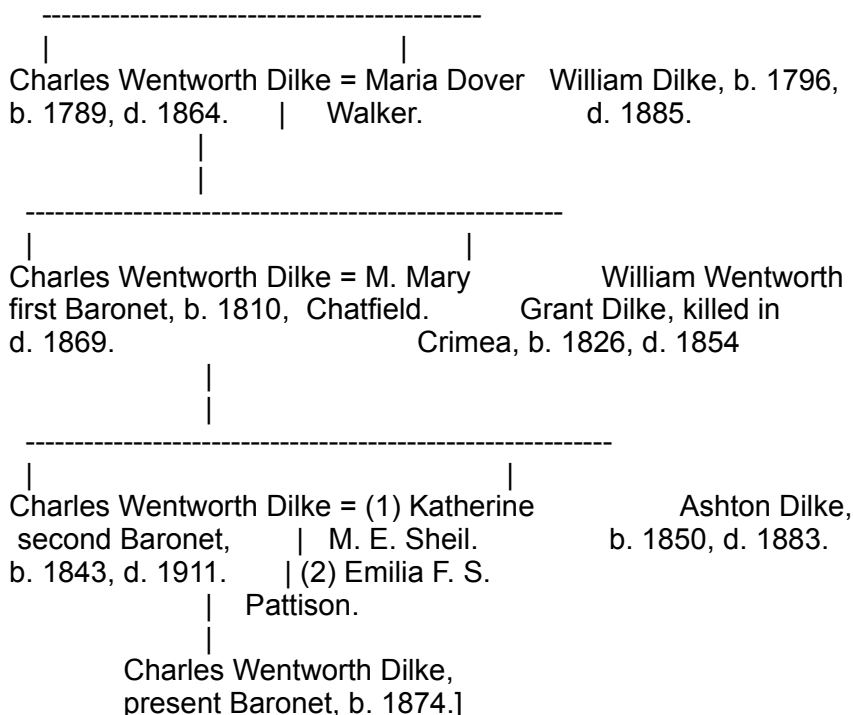 ---------------------------------------------
| |
Charles Wentworth Dilke = Maria Dover William Dilke, b. 1796,
b. 1789, d. 1864. | Walker. d. 1885.
|
|
-------------------------------------------------------
| |
Charles Wentworth Dilke = M. Mary William Wentworth
first Baronet, b. 1810, Chatfield. Grant Dilke, killed in
d. 1869. Crimea, b. 1826, d. 1854
|
|
------------------------------------------------------------
| |
Charles Wentworth Dilke = (1) Katherine Ashton Dilke,
second Baronet, | M. E. Sheil. b. 1850, d. 1883.
b. 1843, d. 1911. | (2) Emilia F. S.
| Pattison.
|
Charles Wentworth Dilke,
present Baronet, b. 1874.]